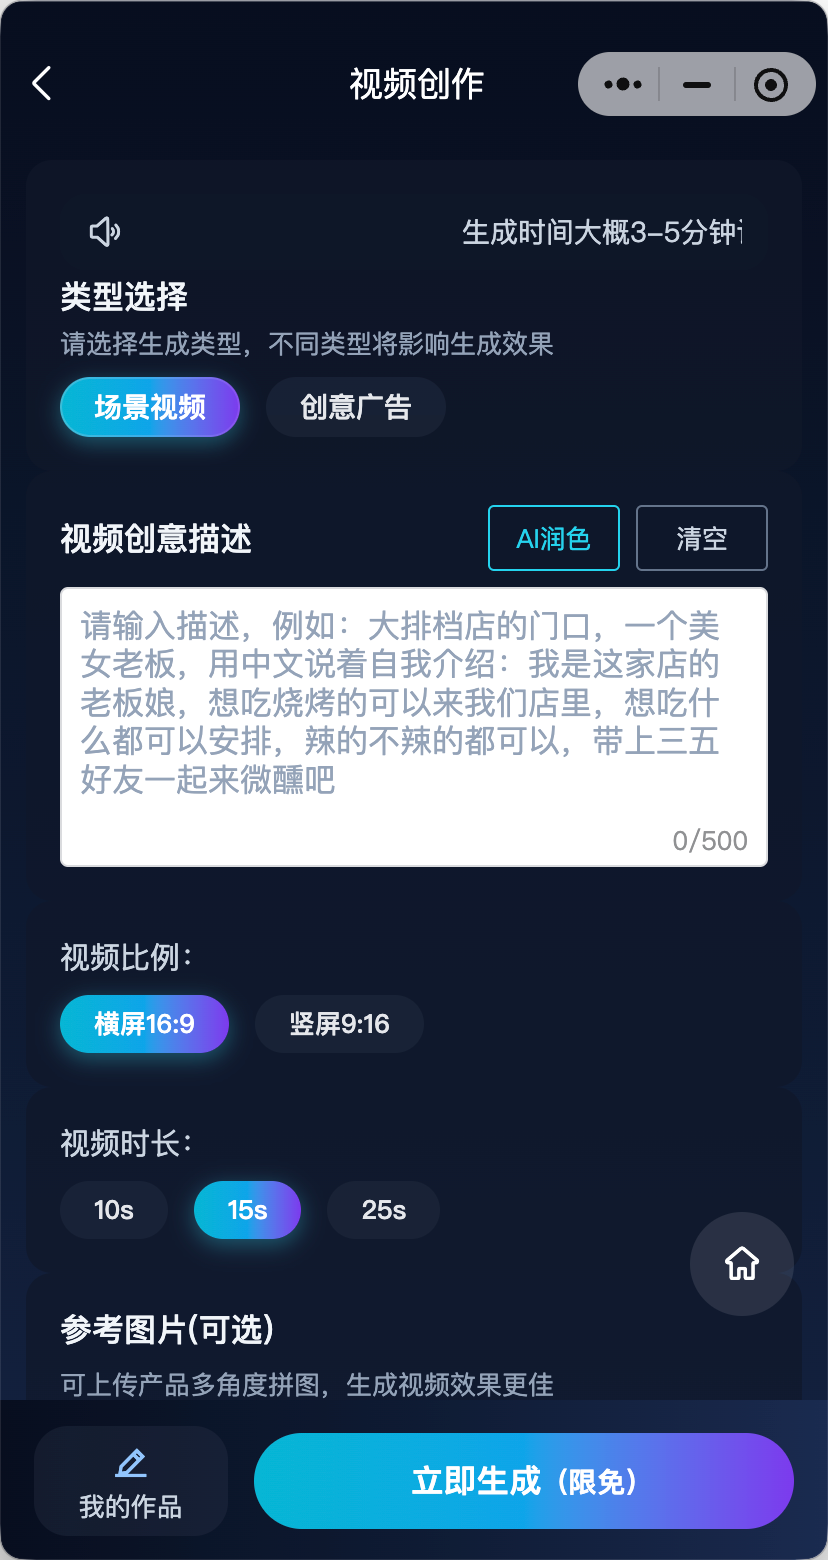 视频创作
生成时间大概3-5分钟
类型选择
请选择生成类型，不同类型将影响生成效果
场景视频
创意广告
视频创意描述
AI润色
清空
请输入描述，例如：大排档店的门口，一个美
女老板，用中文说着自我介绍：我是这家店的
老板娘，想吃烧烤的可以来我们店里，想吃什
么都可以安排，辣的不辣的都可以，带上三五
好友一起来微醺吧
0/500
视频比例：
横屏16:9
竖屏9:16
视频时长：
10s
15s
25s
参考图片(可选)
可上传产品多角度拼图，生成视频效果更佳
我的作品
立即生成（限免）